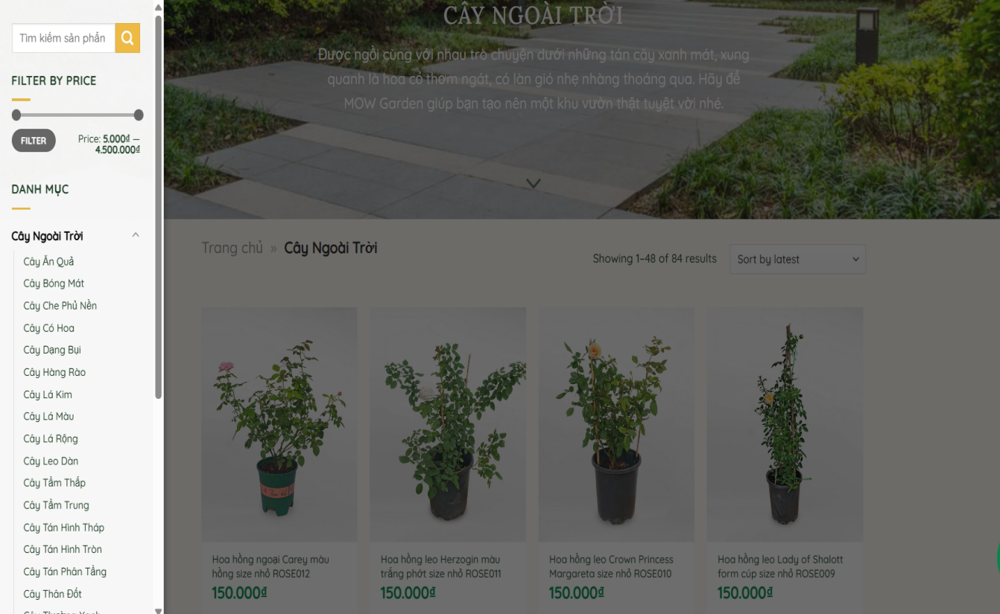 Tìm kiếm sản phẩn
FILTER BY PRICE
FILTER
Price: 5.000₫ —
4.500.000₫
DANH MỤC
Cây Ngoài Trời
Cây Ăn Quả
Cây Bóng Mát
Cây Che Phủ Nền
Cây Có Hoa
Cây Dạng Bụi
Cây Hàng Rào
Cây Lá Kim
Cây Lá Màu
Cây Lá Rộng
Cây Leo Dàn
Cây Tầm Thấp
Cây Tầm Trung
Cây Tán Hình Tháp
Cây Tán Hình Tròn
Cây Tán Phân Tầng
Cây Thân Đốt
CÂY NGOÀI TRỜI
Được ngồi cùng với nhau trò chuyện dưới những tán cây xanh mát, xung
quanh là hoa cỏ thơm ngát, có làn gió nhẹ nhàng thoáng qua. Hãy để
MOW Garden giúp bạn tạo nên một khu vườn thật tuyệt vời nhé.
Trang chủ » Cây Ngoài Trời
Showing 1–48 of 84 results
Sort by latest
Hoa hồng ngoại Carey màu
hồng size nhỏ ROSE012
150.000₫
Hoa hồng leo Herzogin màu
trắng phớt size nhỏ ROSE011
150.000₫
Hoa hồng leo Crown Princess
Margareta size nhỏ ROSE010
150.000₫
Hoa hồng leo Lady of Shalott
form cúp size nhỏ ROSE009
150.000₫